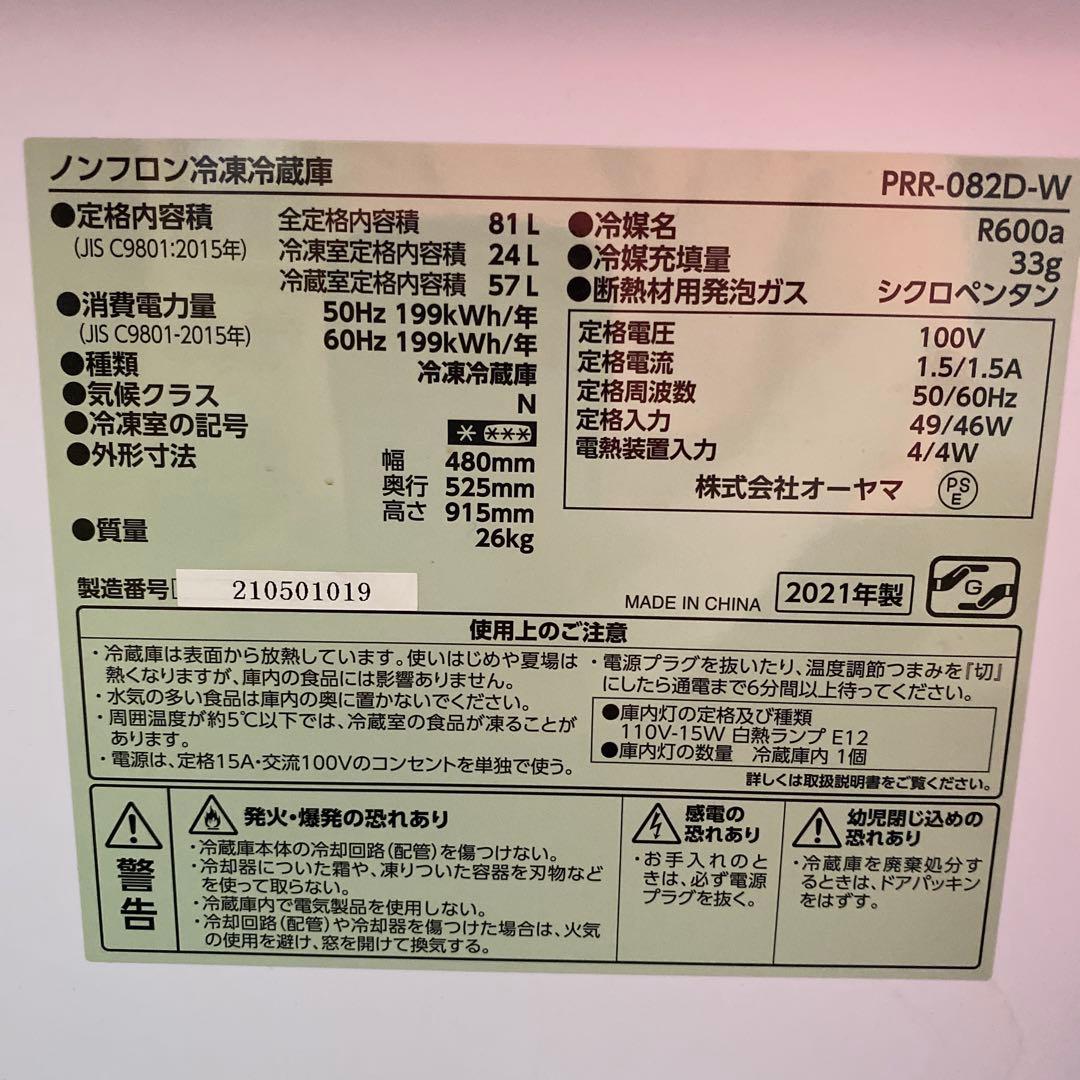 ノンフロン冷凍冷蔵庫
PRR-082D-W
●定格内容積 全定格内容積 81L
(JIS C9801:2015年) 冷凍室定格内容積 24L
冷蔵室定格内容積 57L
●消費電力量 50Hz 199kWh/年
(JIS C9801-2015年) 60Hz 199kWh/年
●種類 冷凍冷蔵庫
●気候クラス N
●冷凍室の記号 * ***
●外形寸法 幅 480mm
奥行 525mm
高さ 915mm
●質量 26kg
●冷媒名 R600a
●冷媒充填量 33g
●断熱材用発泡ガス シクロペンタン
定格電圧 100V
定格電流 1.5/1.5A
定格周波数 50/60Hz
定格入力 49/46W
電熱装置入力 4/4W
株式会社オーヤマ PSE
製造番号 210501019
MADE IN CHINA 2021年製 G
使用上のご注意
・冷蔵庫は表面から放熱しています。使いはじめや夏場は
熱くなりますが、庫内の食品には影響ありません。
・水気の多い食品は庫内の奥に置かないでください。
・周囲温度が約5℃以下では、冷蔵室の食品が凍ることが
あります。
・電源は、定格15A・交流100Vのコンセントを単独で使う。
・電源プラグを抜いたり、温度調節つまみを『切』
にしたら通電まで6分間以上待ってください。
●庫内灯の定格及び種類
110V-15W 白熱ランプ E12
●庫内灯の数量 冷蔵庫内 1個
詳しくは取扱説明書をご覧ください。
警告
発火・爆発の恐れあり
・冷蔵庫本体の冷却回路(配管)を傷つけない。
・冷却器についた霜や、凍りついた容器を刃物など
を使って取らない。
・冷蔵庫内で電気製品を使用しない。
・冷却回路(配管)や冷却器を傷つけた場合は、火気
の使用を避け、窓を開けて換気する。
感電の
恐れあり
・お手入れのと
きは、必ず電源
プラグを抜く。
幼児閉じ込めの
恐れあり
・冷蔵庫を廃棄処分す
るときは、ドアパッキン
をはずす。